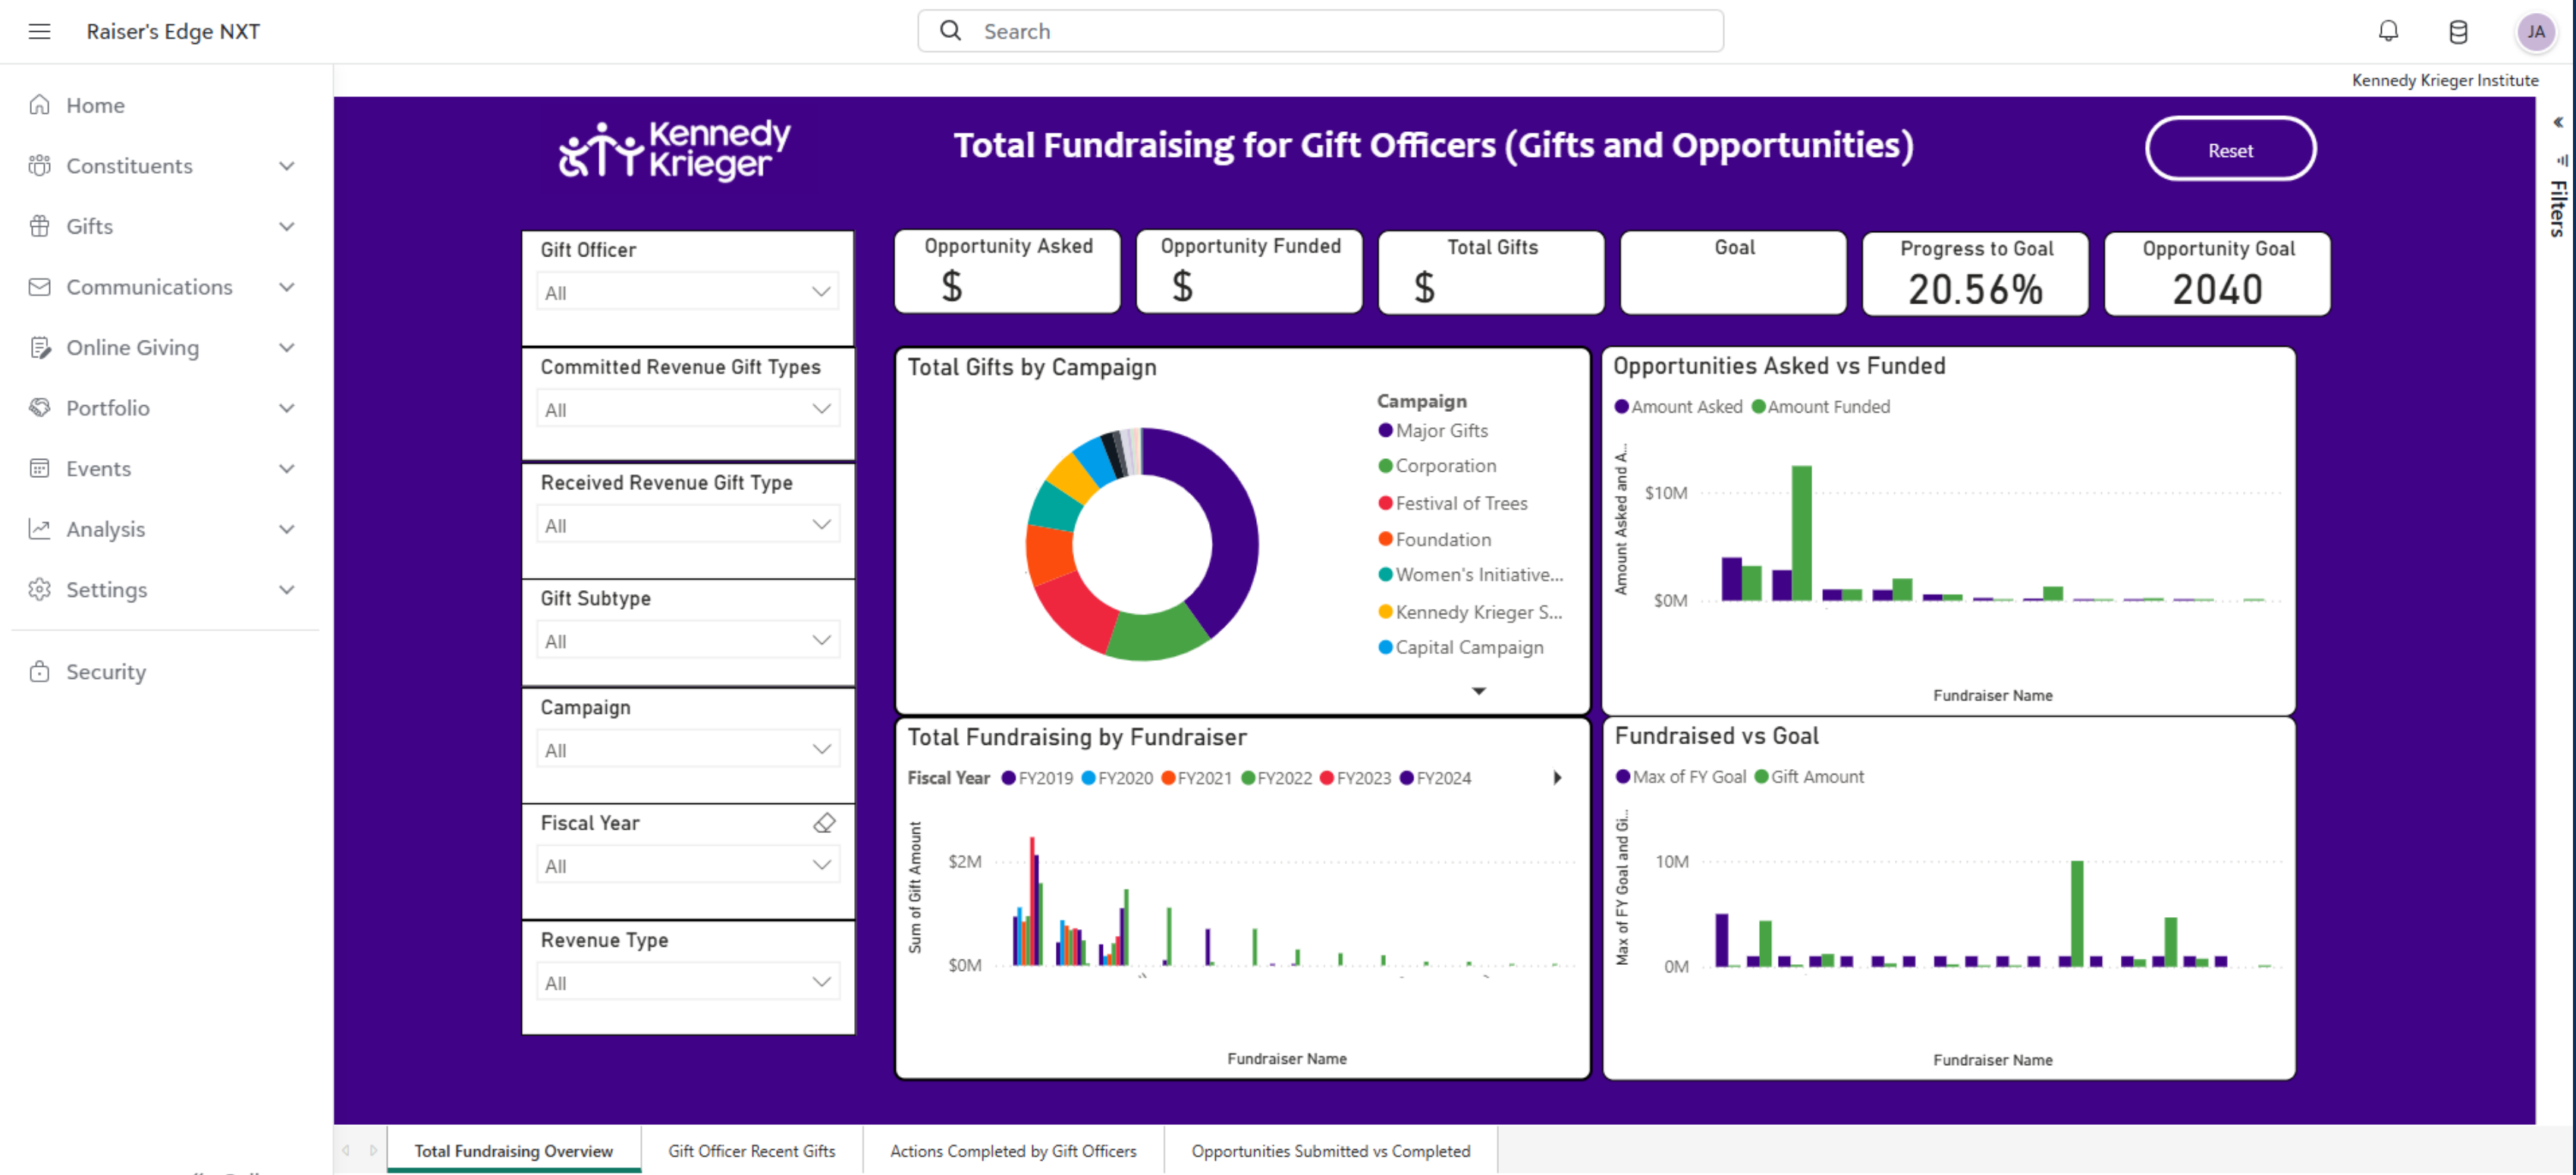 Raiser's Edge NXT
Search
JA
Kennedy Krieger Institute
Home
Constituents
Gifts
Communications
Online Giving
Portfolio
Events
Analysis
Settings
Security
Kennedy
Krieger
Total Fundraising for Gift Officers (Gifts and Opportunities)
Reset
Filters
Gift Officer
All
Committed Revenue Gift Types
All
Received Revenue Gift Type
All
Gift Subtype
All
Campaign
All
Fiscal Year
All
Revenue Type
All
Opportunity Asked
$
Opportunity Funded
$
Total Gifts
$
Goal
Progress to Goal
20.56%
Opportunity Goal
2040
Total Gifts by Campaign
Campaign
Major Gifts
Corporation
Festival of Trees
Foundation
Women's Initiative...
Kennedy Krieger S...
Capital Campaign
Opportunities Asked vs Funded
Amount Asked Amount Funded
Amount Asked and A...
$10M
$0M
Fundraiser Name
Total Fundraising by Fundraiser
Fiscal Year FY2019 FY2020 FY2021 FY2022 FY2023 FY2024
Sum of Gift Amount
$2M
$0M
Fundraiser Name
Fundraised vs Goal
Max of FY Goal Gift Amount
Max of FY Goal and Gi...
10M
0M
Fundraiser Name
Total Fundraising Overview
Gift Officer Recent Gifts
Actions Completed by Gift Officers
Opportunities Submitted vs Completed